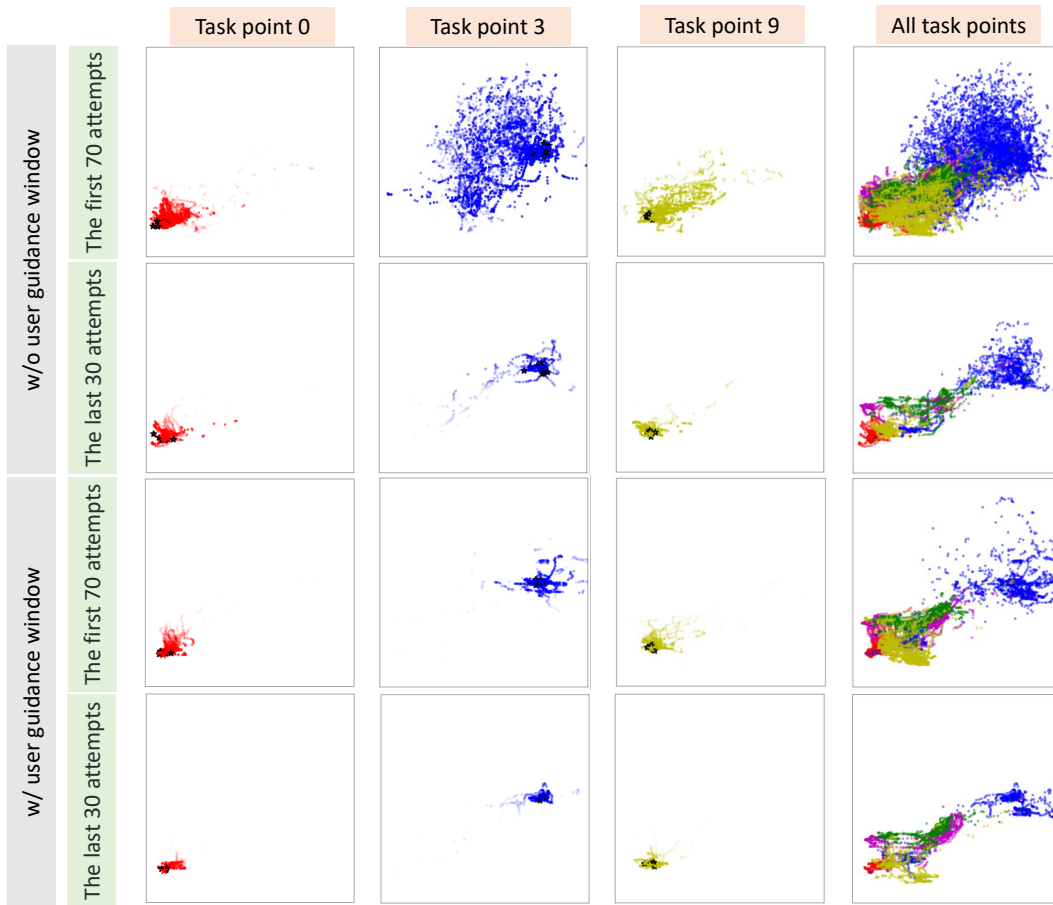 Task point 0
Task point 3
Task point 9
All task points
w/o user guidance window
The first 70 attempts
The last 30 attempts
w/ user guidance window
The first 70 attempts
The last 30 attempts